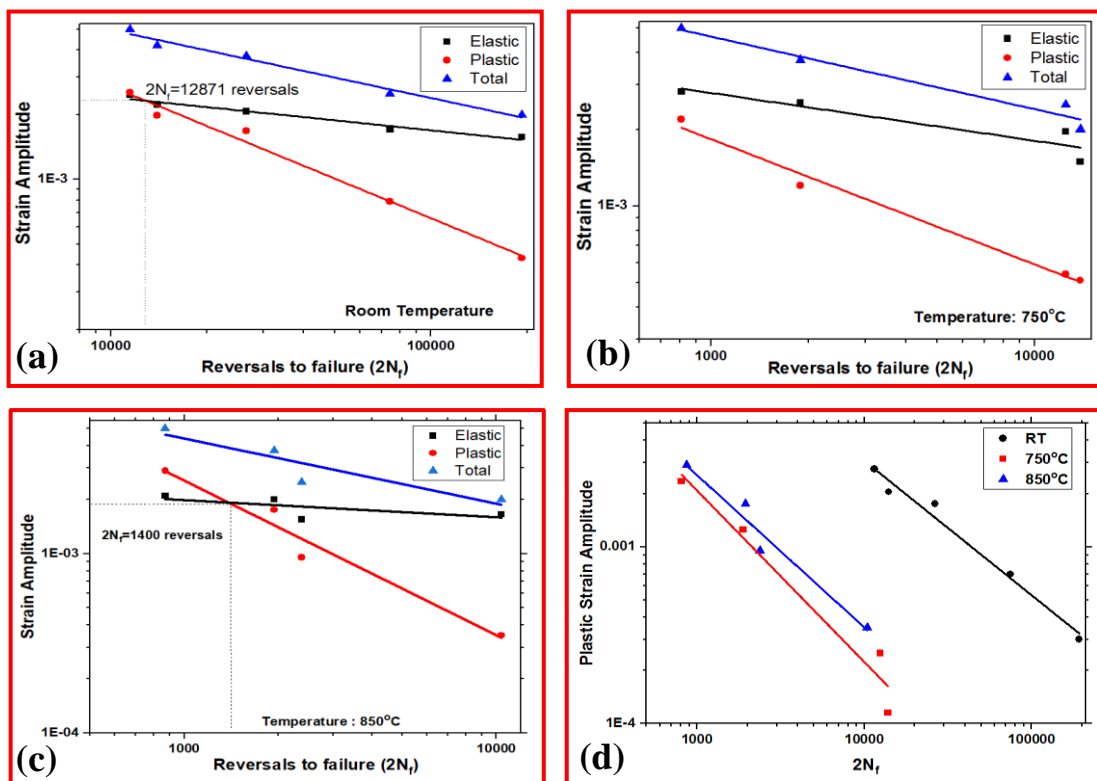 Elastic
Plastic
Total
2Nf=12871 reversals
1E-3
Strain Amplitude
Room Temperature
(a)
10000
100000
Reversals to failure (2Nf)
Elastic
Plastic
Total
1E-3
Strain Amplitude
Temperature: 750°C
(b)
1000
10000
Reversals to failure (2Nf)
Elastic
Plastic
Total
2Nf=1400 reversals
1E-03
Strain Amplitude
Temperature : 850°C
1E-04
(c)
1000
10000
Reversals to failure (2Nf)
RT
750°C
850°C
0.001
Plastic Strain Amplitude
1E-4
(d)
1000
10000
100000
2Nf